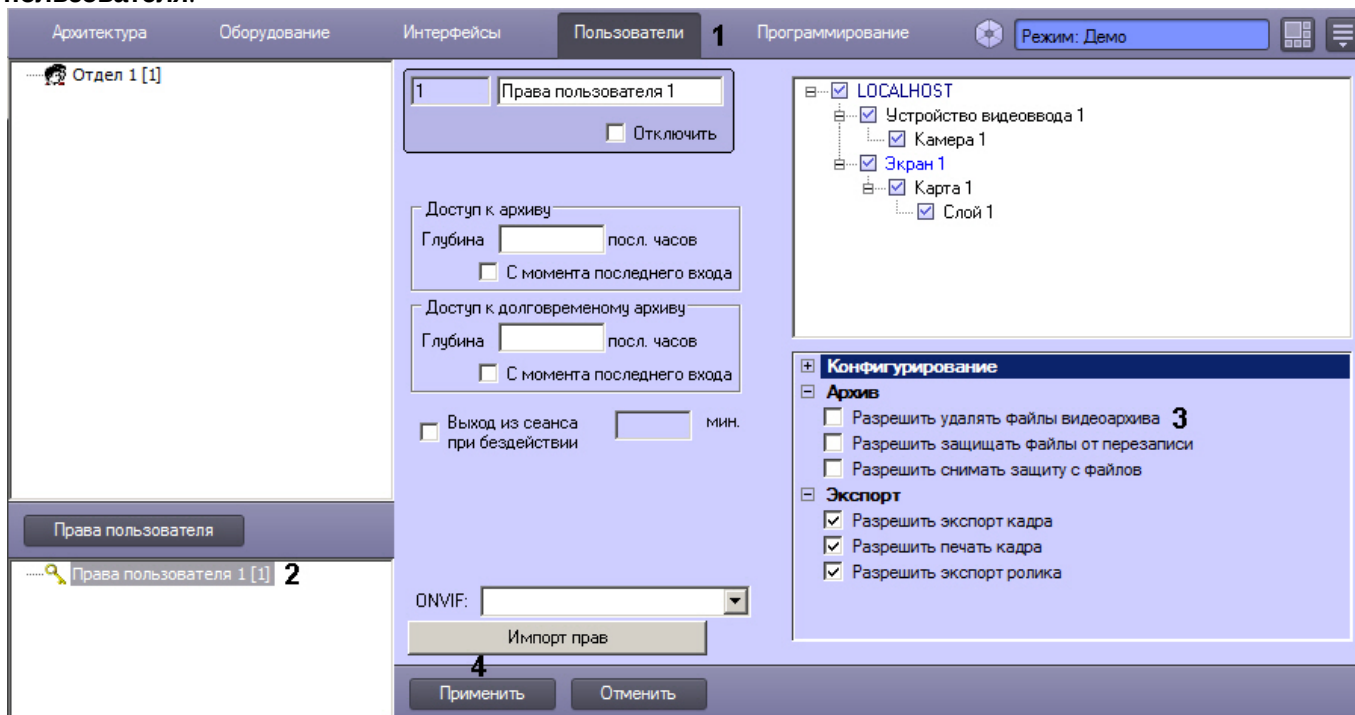 пользователя.
Архитектура Оборудование Интерфейсы Пользователи 1 Программирование Режим: Демо
Отдел 1 [1]
Права пользователя
Права пользователя 1 [1] 2
1 Права пользователя 1
Отключить
Доступ к архиву
Глубина посл. часов
С момента последнего входа
Доступ к долговременому архиву
Глубина посл. часов
С момента последнего входа
Выход из сеанса мин.
при бездействии
ONVIF:
Импорт прав
4
Применить Отменить
LOCALHOST
Устройство видеоввода 1
Камера 1
Экран 1
Карта 1
Слой 1
Конфигурирование
Архив
Разрешить удалять файлы видеоархива 3
Разрешить защищать файлы от перезаписи
Разрешить снимать защиту с файлов
Экспорт
Разрешить экспорт кадра
Разрешить печать кадра
Разрешить экспорт ролика